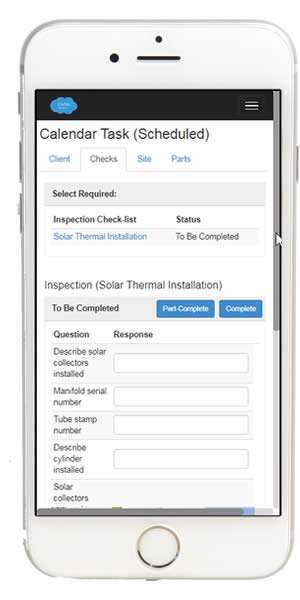 Calendar Task (Scheduled)
Client Checks Site Parts
Select Required:
Inspection Check-list Status
Solar Thermal Installation To Be Completed
Inspection (Solar Thermal Installation)
To Be Completed Part-Complete Complete
Question Response
Describe solar
collectors
installed
Manifold serial
number
Tube stamp
number
Describe
cylinder
installed
Solar
collectors